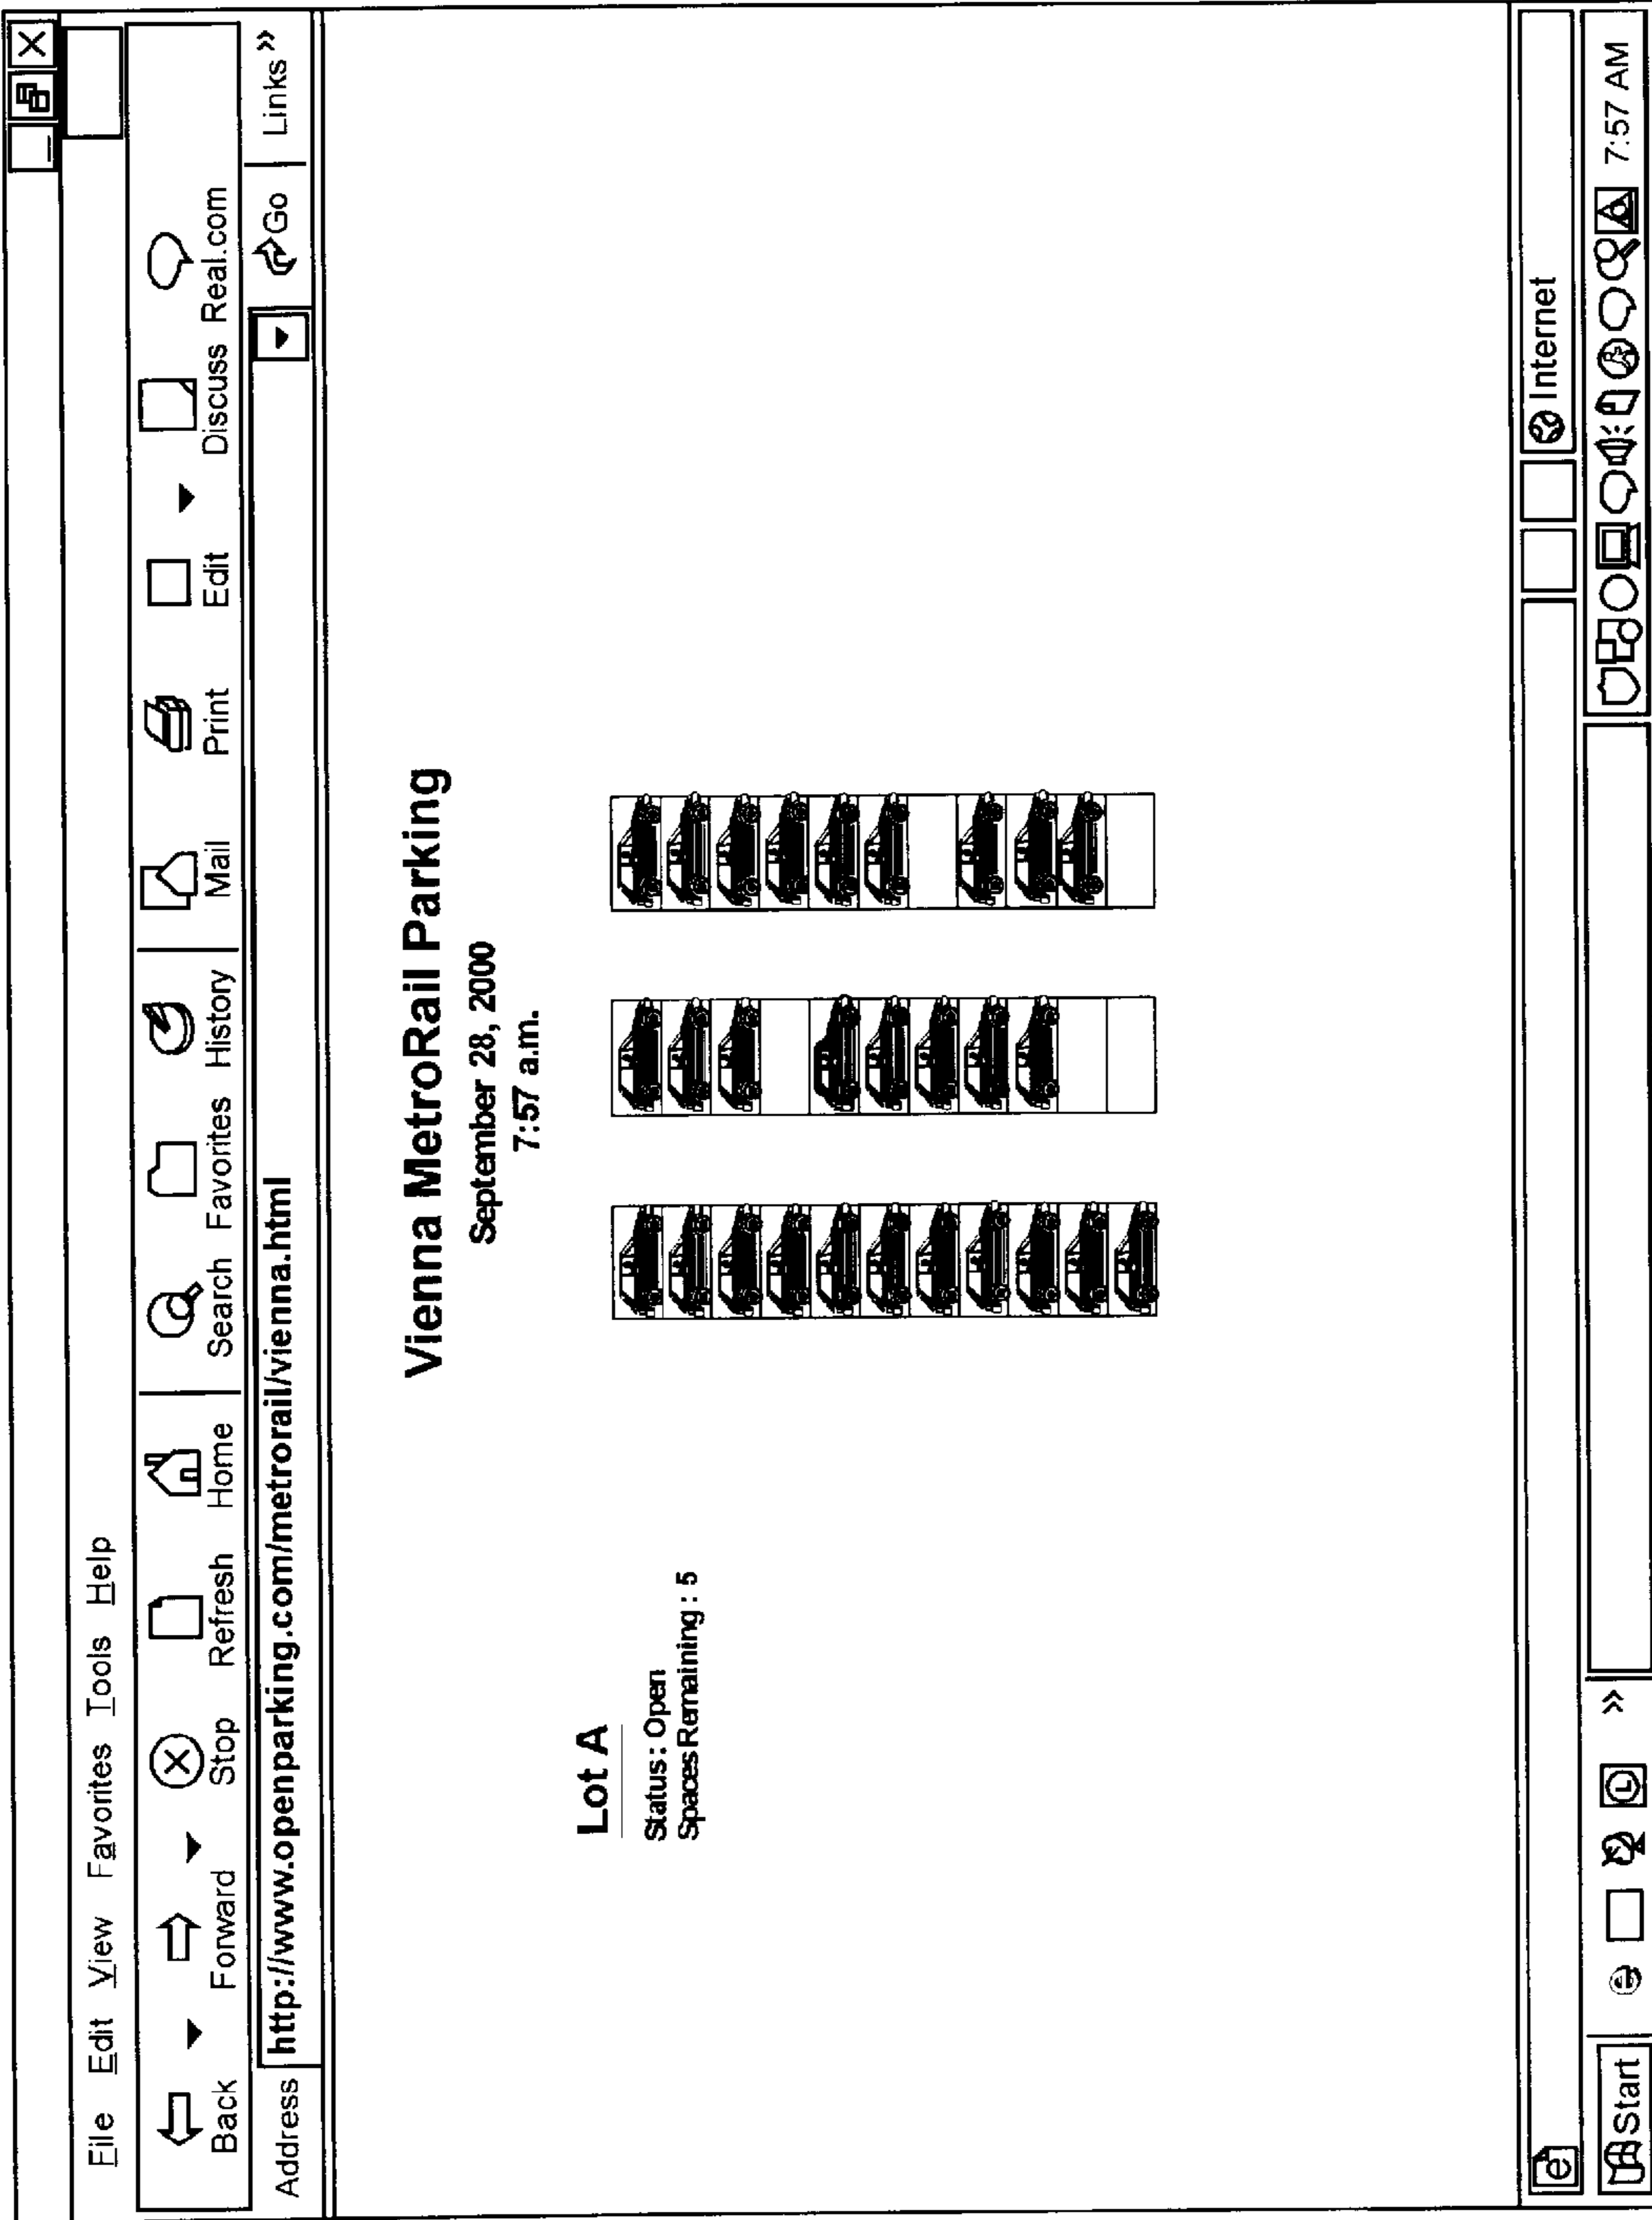 File Edit View Favorites Tools Help
Back Forward Stop Refresh Home Search Favorites History Mail Print Edit Discuss Real.com
Address http://www.openparking.com/metrorail/vienna.html Go Links »
Vienna MetroRail Parking
September 28, 2000
7:57 a.m.
Lot A
Status : Open
Spaces Remaining : 5
Internet
Start » 7:57 AM